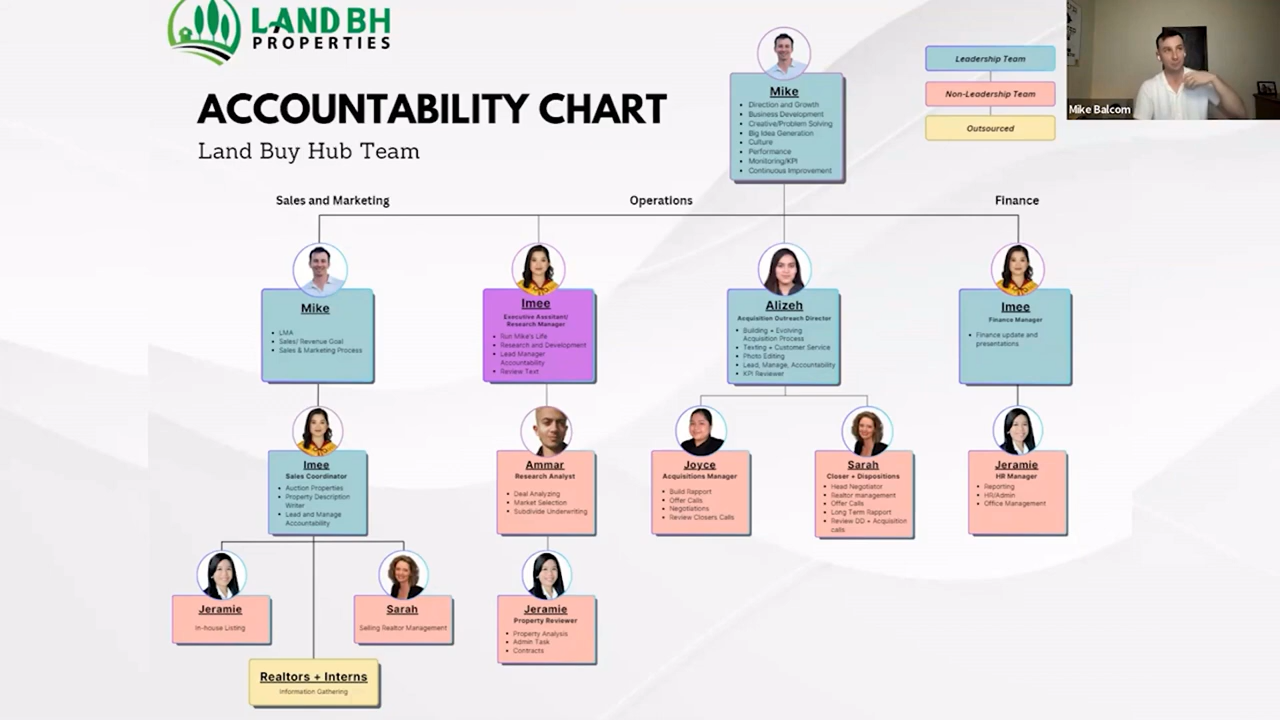 LAND BH
PROPERTIES
ACCOUNTABILITY CHART
Land Buy Hub Team
Mike
Direction and Growth
Business Development
Creative/Problem Solving
Big Idea Generation
Culture
Performance
Monitoring/KPI
Continuous Improvement
Leadership Team
Non-Leadership Team
Outsourced
Mike Balcom
Sales and Marketing
Operations
Finance
Mike
LMA
Sales/ Revenue Goal
Sales & Marketing Process
Imee
Executive Assitant/
Research Manager
Run Mike's Life
Research and Development
Lead Manager
Accountability
Review Text
Alizeh
Acquisition Outreach Director
Building + Evolving
Acquisition Process
Texting + Customer Service
Photo Editing
Lead, Manage, Accountability
KPI Reviewer
Imee
Finance Manager
Finance update and
presentations
Imee
Sales Coordinator
Auction Properties
Property Description
Writer
Lead and Manage
Accountability
Ammar
Research Analyst
Deal Analyzing
Market Selection
Subdivide Underwriting
Joyce
Acquisitions Manager
Build Rapport
Offer Calls
Negotiations
Review Closers Calls
Sarah
Closer + Dispositions
Head Negotiator
Realtor management
Offer Calls
Long Term Rapport
Review DD + Acquisition
calls
Jeramie
HR Manager
Reporting
HR/Admin
Office Management
Jeramie
In-house Listing
Sarah
Selling Realtor Management
Jeramie
Property Reviewer
Property Analysis
Admin Task
Contracts
Realtors + Interns
Information Gathering